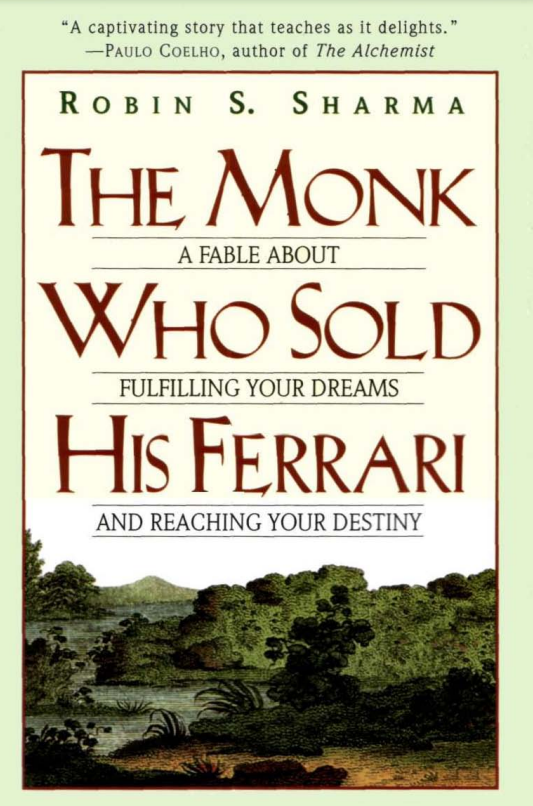 "A captivating story that teaches as it delights."
—PAULO COELHO, author of The Alchemist
ROBIN S. SHARMA
THE MONK
A FABLE ABOUT
WHO SOLD
FULFILLING YOUR DREAMS
HIS FERRARI
AND REACHING YOUR DESTINY